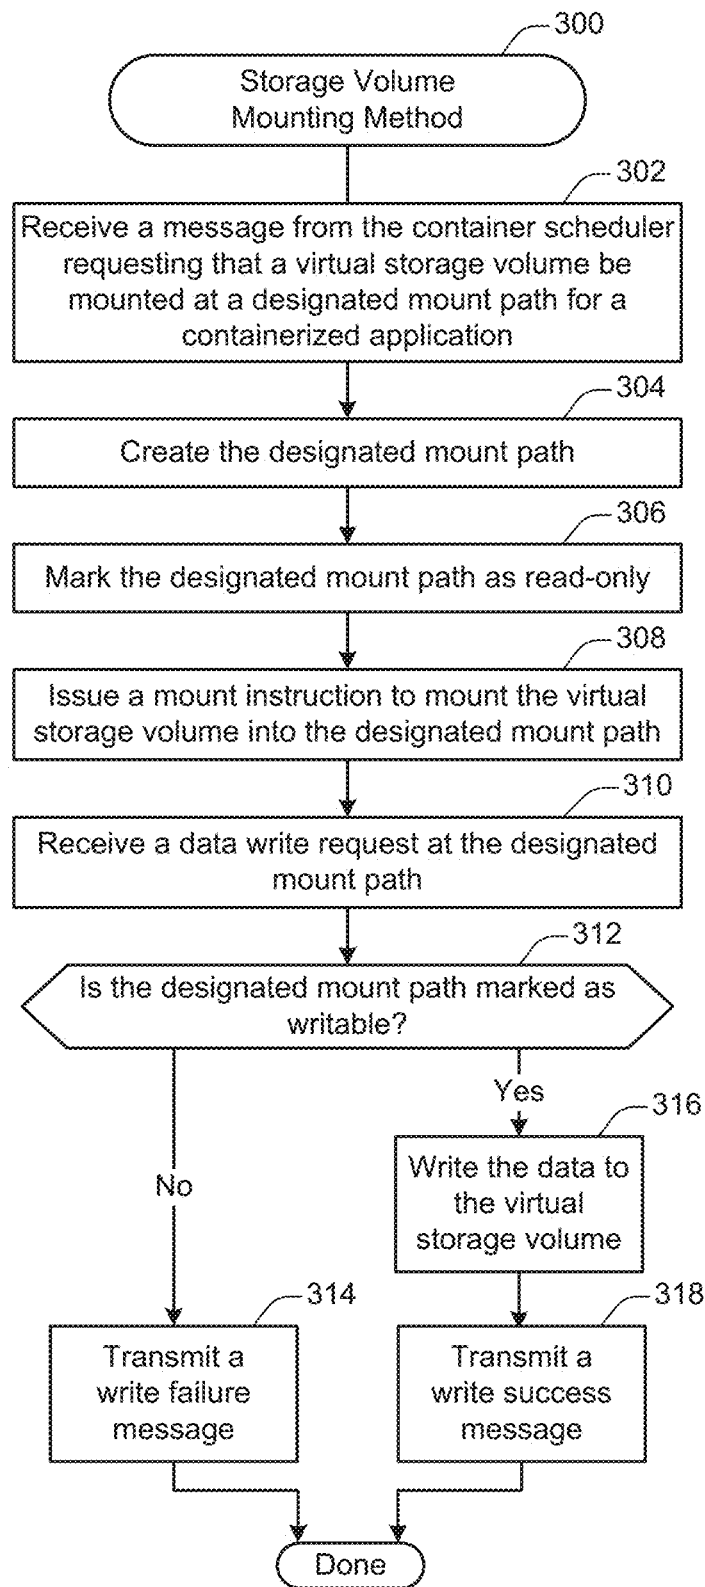 300
Storage Volume
Mounting Method
302
Receive a message from the container scheduler
requesting that a virtual storage volume be
mounted at a designated mount path for a
containerized application
304
Create the designated mount path
306
Mark the designated mount path as read-only
308
Issue a mount instruction to mount the virtual
storage volume into the designated mount path
310
Receive a data write request at the designated
mount path
312
Is the designated mount path marked as
writable?
Yes
316
Write the data to
the virtual
storage volume
No
314
Transmit a
write failure
message
318
Transmit a
write success
message
Done